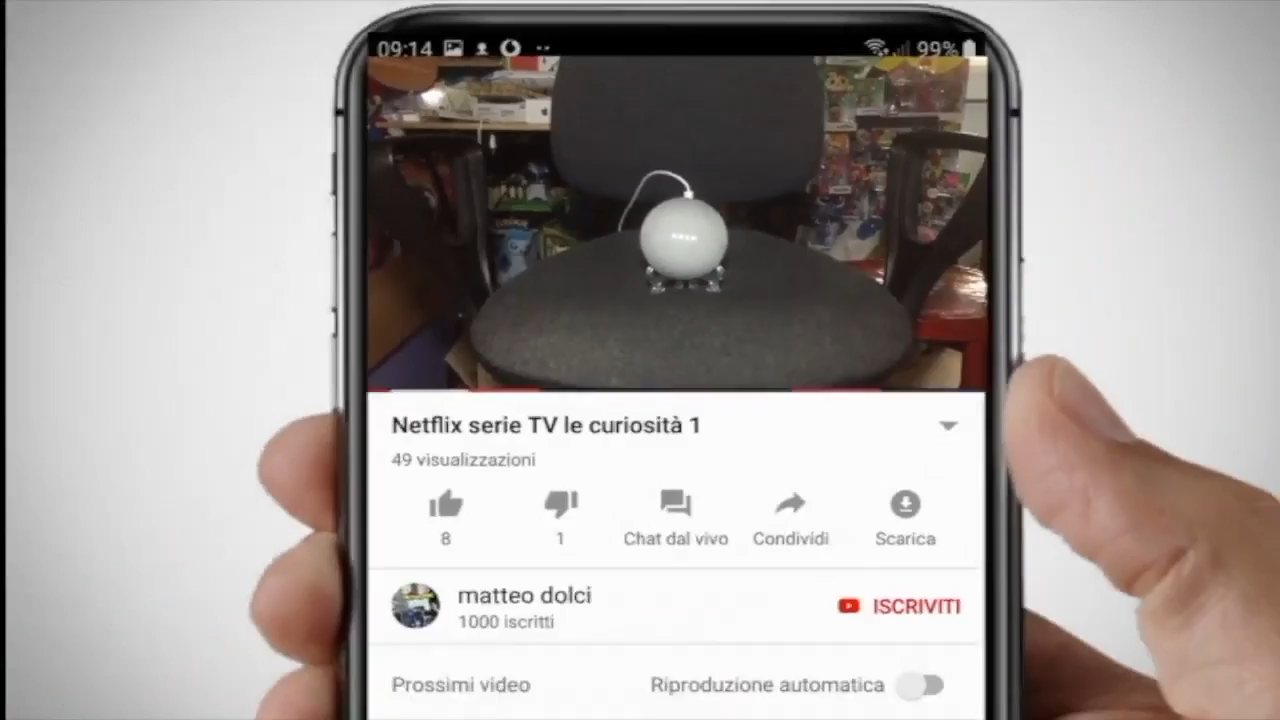 09:14
99%
Netflix serie TV le curiosità 1
49 visualizzazioni
8
1
Chat dal vivo
Condividi
Scarica
matteo dolci
1000 iscritti
ISCRIVITI
Prossimi video
Riproduzione automatica